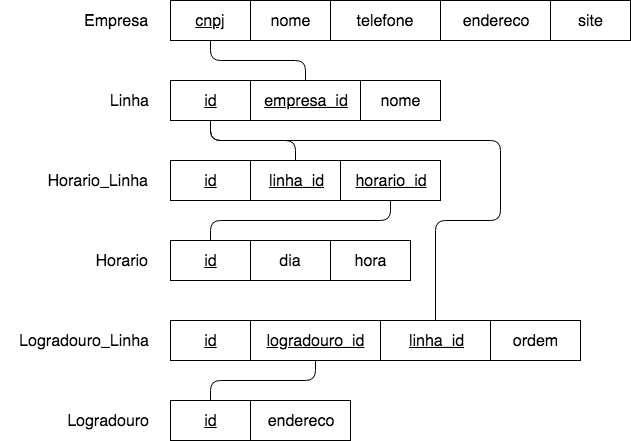 Empresa cnpj nome telefone endereco site
Linha id empresa_id nome
Horario_Linha id linha_id horario_id
Horario id dia hora
Logradouro_Linha id logradouro_id linha_id ordem
Logradouro id endereco